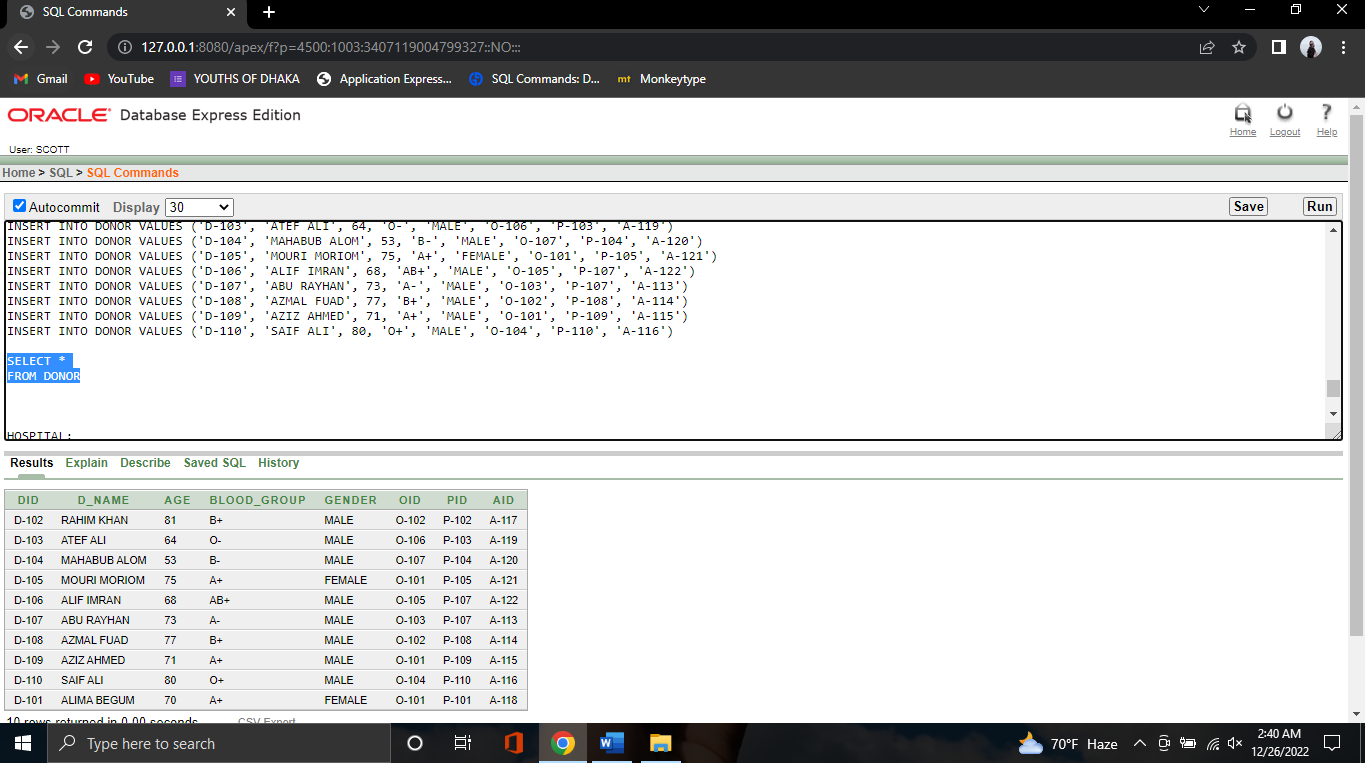 SQL Commands
127.0.0.1:8080/apex/f?p=4500:1003:3407119004799327::NO:::
Gmail YouTube YOUTHS OF DHAKA Application Express... SQL Commands: D... mt Monkeytype
ORACLE Database Express Edition
Home Logout Help
User: SCOTT
Home > SQL > SQL Commands
Autocommit Display 30 Save Run
INSERT INTO DONOR VALUES ('D-103', 'ATEF ALI', 64, 'O-', 'MALE', 'O-106', 'P-103', 'A-119')
INSERT INTO DONOR VALUES ('D-104', 'MAHABUB ALOM', 53, 'B-', 'MALE', 'O-107', 'P-104', 'A-120')
INSERT INTO DONOR VALUES ('D-105', 'MOURI MORIOM', 75, 'A+', 'FEMALE', 'O-101', 'P-105', 'A-121')
INSERT INTO DONOR VALUES ('D-106', 'ALIF IMRAN', 68, 'AB+', 'MALE', 'O-105', 'P-107', 'A-122')
INSERT INTO DONOR VALUES ('D-107', 'ABU RAYHAN', 73, 'A-', 'MALE', 'O-103', 'P-107', 'A-113')
INSERT INTO DONOR VALUES ('D-108', 'AZMAL FUAD', 77, 'B+', 'MALE', 'O-102', 'P-108', 'A-114')
INSERT INTO DONOR VALUES ('D-109', 'AZIZ AHMED', 71, 'A+', 'MALE', 'O-101', 'P-109', 'A-115')
INSERT INTO DONOR VALUES ('D-110', 'SAIF ALI', 80, 'O+', 'MALE', 'O-104', 'P-110', 'A-116')
SELECT *
FROM DONOR
HOSPITAL:
Results Explain Describe Saved SQL History
DID D_NAME AGE BLOOD_GROUP GENDER OID PID AID
D-102 RAHIM KHAN 81 B+ MALE O-102 P-102 A-117
D-103 ATEF ALI 64 O- MALE O-106 P-103 A-119
D-104 MAHABUB ALOM 53 B- MALE O-107 P-104 A-120
D-105 MOURI MORIOM 75 A+ FEMALE O-101 P-105 A-121
D-106 ALIF IMRAN 68 AB+ MALE O-105 P-107 A-122
D-107 ABU RAYHAN 73 A- MALE O-103 P-107 A-113
D-108 AZMAL FUAD 77 B+ MALE O-102 P-108 A-114
D-109 AZIZ AHMED 71 A+ MALE O-101 P-109 A-115
D-110 SAIF ALI 80 O+ MALE O-104 P-110 A-116
D-101 ALIMA BEGUM 70 A+ FEMALE O-101 P-101 A-118
10 rows returned in 0.00 seconds CSV Export
Type here to search
70°F Haze
2:40 AM
12/26/2022